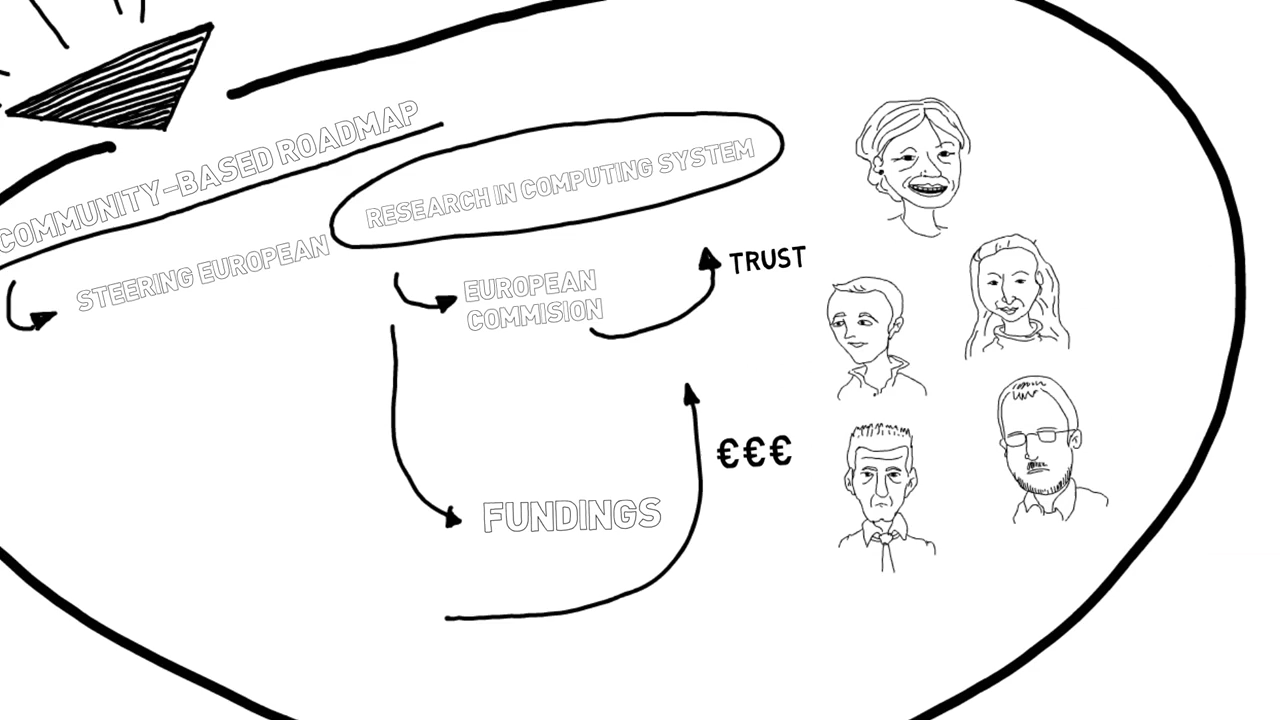 COMMUNITY-BASED ROADMAP
RESEARCH IN COMPUTING SYSTEM
STEERING EUROPEAN
EUROPEAN
COMMISION
TRUST
€€€
FUNDINGS